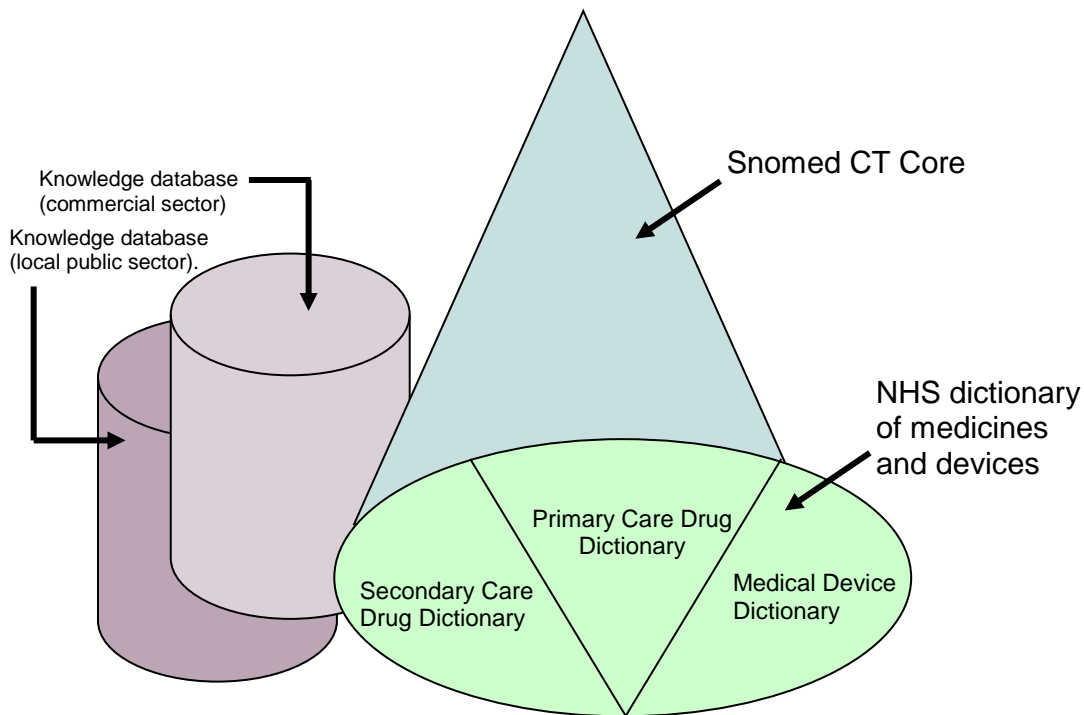 Snomed CT Core
Knowledge database
(commercial sector)
Knowledge database
(local public sector).
NHS dictionary
of medicines
and devices
Primary Care Drug
Dictionary
Secondary Care
Drug Dictionary
Medical Device
Dictionary